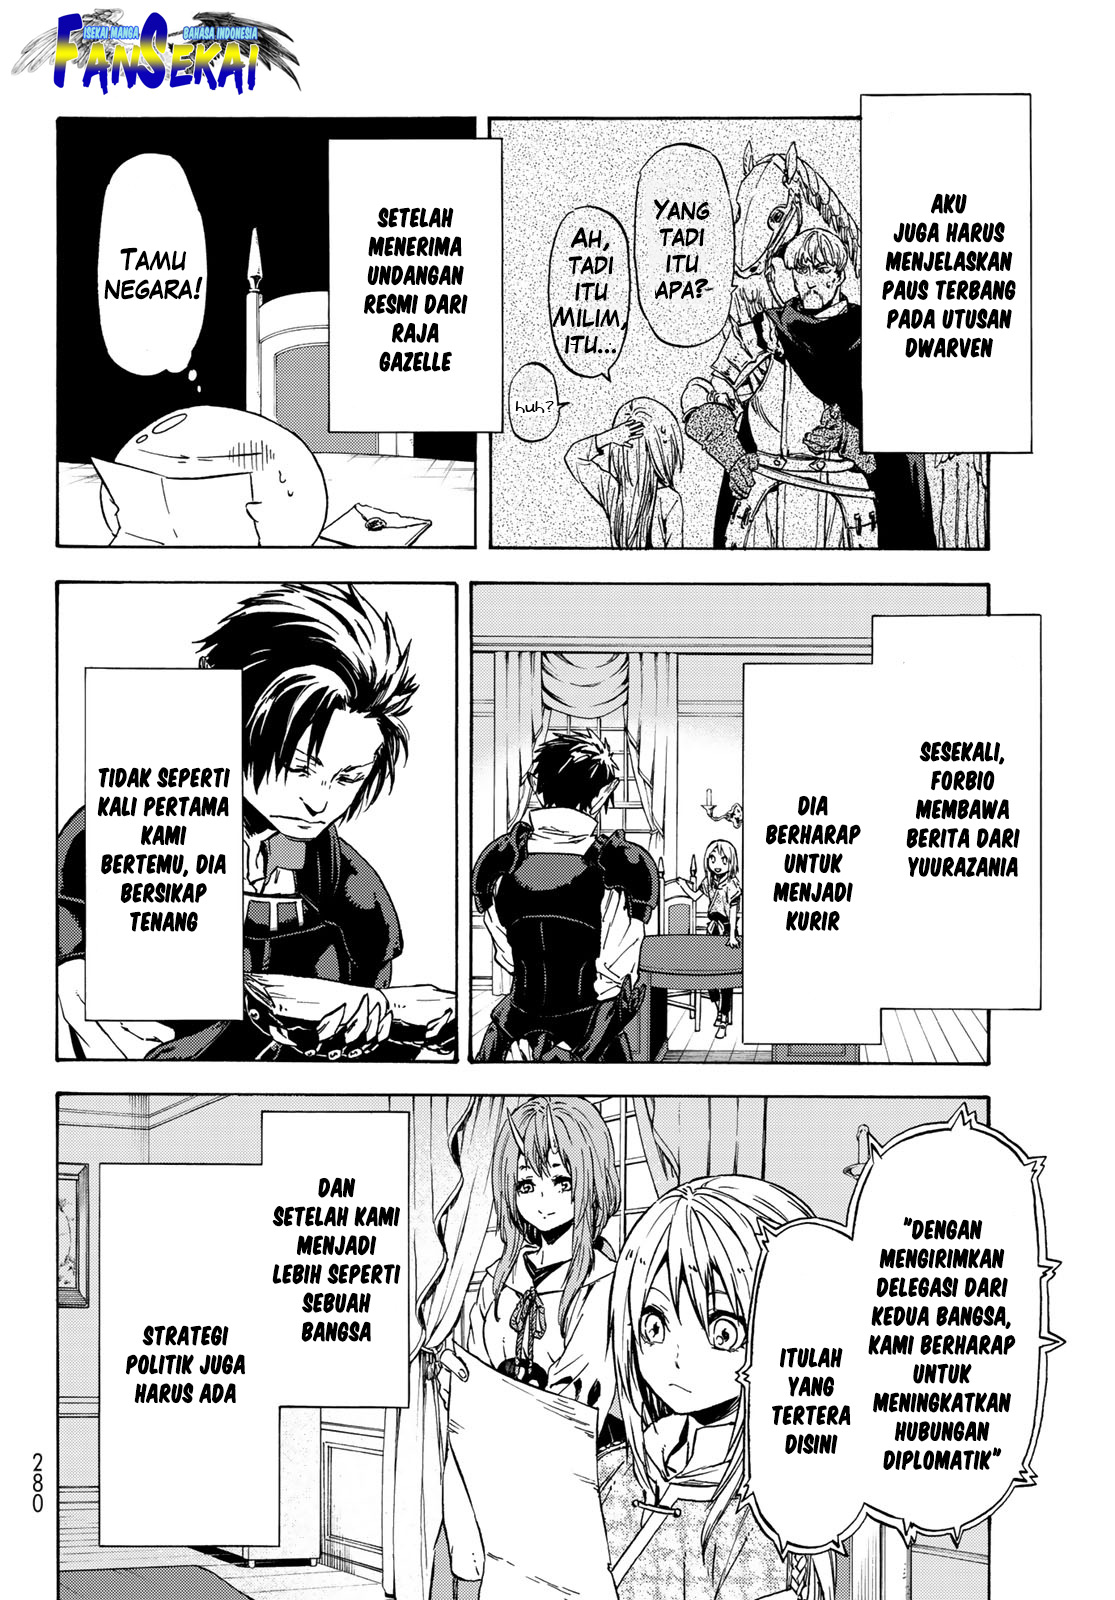 ISEKAI MANGA BAHASA INDONESIA
FANSEKAI
AKU
JUGA HARUS
MENJELASKAN
PAUS TERBANG
PADA UTUSAN
DWARVEN
YANG
TADI
ITU
APA?
AH,
TADI
ITU
MILIM,
ITU...
huh?
SETELAH
MENERIMA
UNDANGAN
RESMI DARI
RAJA
GAZELLE
TAMU
NEGARA!
SESEKALI,
FORBIO
MEMBAWA
BERITA DARI
YUURAZANIA
DIA
BERHARAP
UNTUK
MENJADI
KURIR
TIDAK SEPERTI
KALI PERTAMA
KAMI
BERTEMU, DIA
BERSIKAP
TENANG
"DENGAN
MENGIRIMKAN
DELEGASI DARI
KEDUA BANGSA,
KAMI BERHARAP
UNTUK
MENINGKATKAN
HUBUNGAN
DIPLOMATIK"
ITULAH
YANG
TERTERA
DISINI
DAN
SETELAH KAMI
MENJADI
LEBIH SEPERTI
SEBUAH
BANGSA
STRATEGI
POLITIK JUGA
HARUS ADA
280